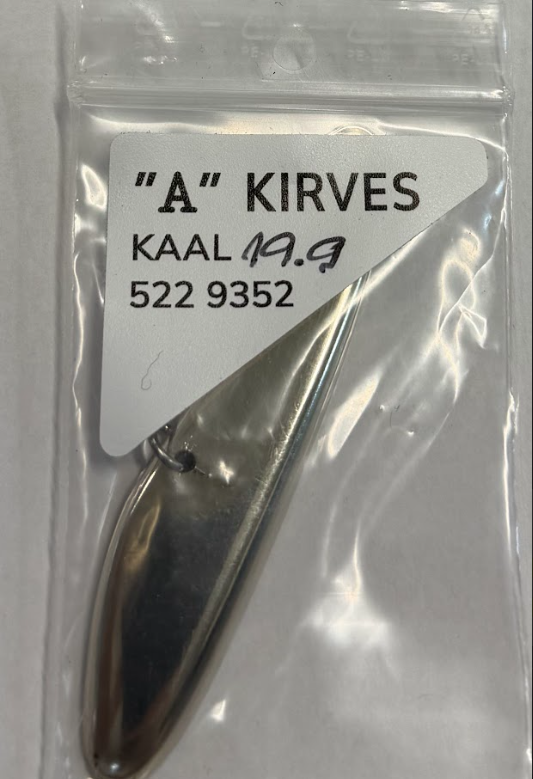 "A" KIRVES
KAAL 19.9
522 9352